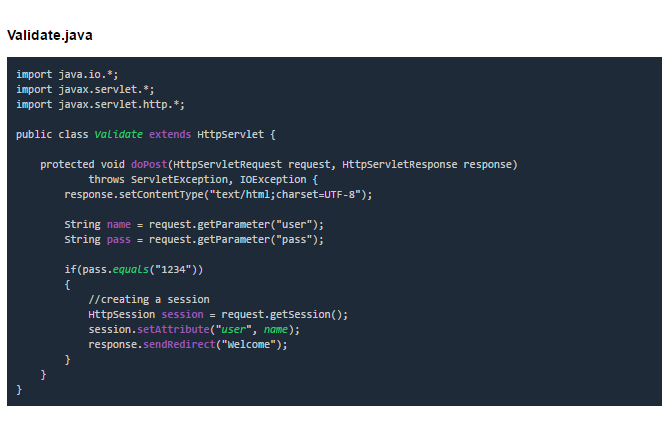 Validate.java
import java.io.*;
import javax.servlet.*;
import javax.servlet.http.*;
public class Validate extends HttpServlet {
protected void doPost(HttpServletRequest request, HttpServletResponse response)
throws ServletException, IOException {
response.setContentType("text/html;charset=UTF-8");
String name = request.getParameter("user");
String pass = request.getParameter("pass");
if(pass.equals("1234"))
{
//creating a session
HttpSession session = request.getSession();
session.setAttribute("user", name);
response.sendRedirect("Welcome");
}
}
}